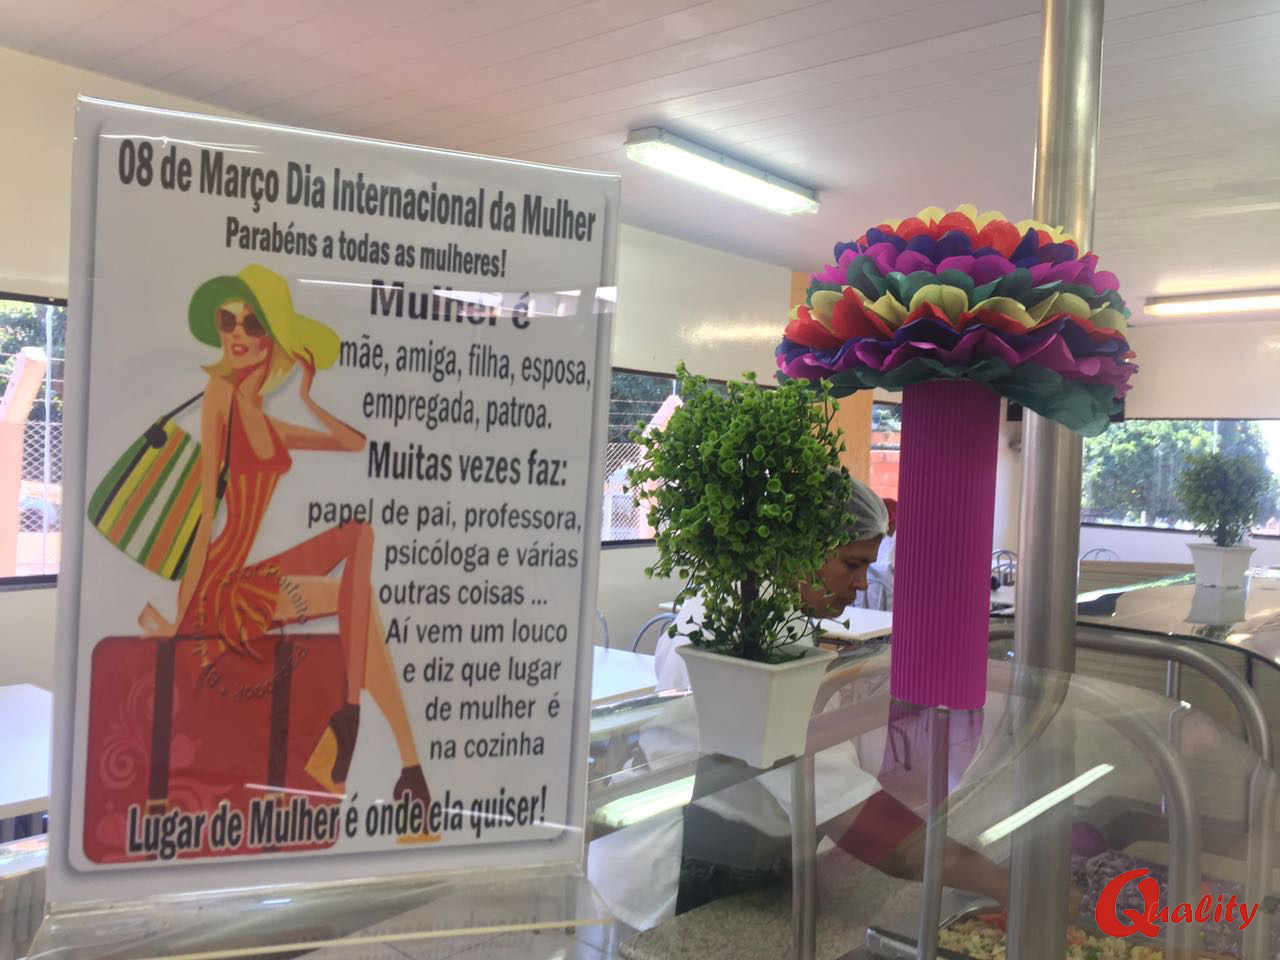 08 de Março Dia Internacional da Mulher
Parabéns a todas as mulheres!
Mulher é
mãe, amiga, filha, esposa,
empregada, patroa.
Muitas vezes faz:
papel de pai, professora,
psicóloga e várias
outras coisas ...
Aí vem um louco
e diz que lugar
de mulher é
na cozinha
Lugar de Mulher é onde ela quiser!
Quality